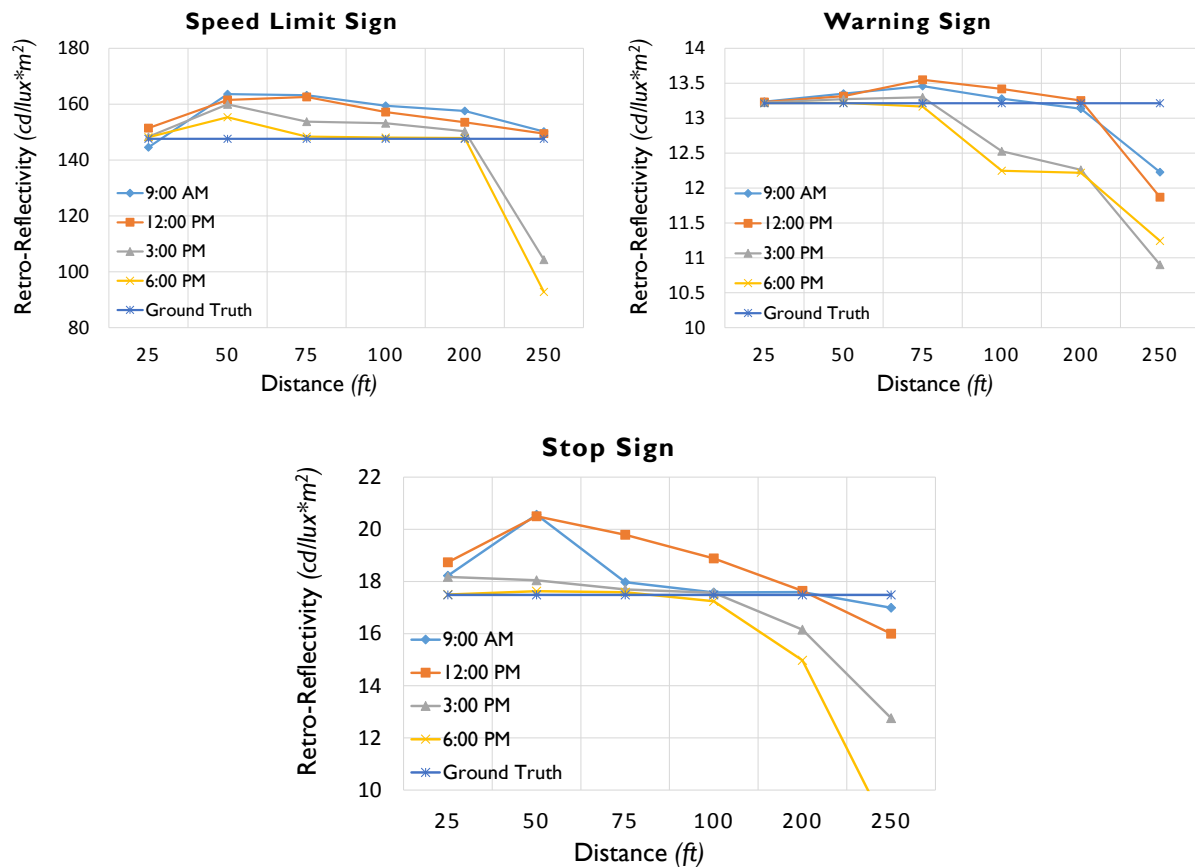 Speed Limit Sign
Retro-Reflectivity (cd/lux*m²)
180
160
140
120
100
80
9:00 AM
12:00 PM
3:00 PM
6:00 PM
Ground Truth
25 50 75 100 200 250
Distance (ft)
Warning Sign
Retro-Reflectivity (cd/lux*m²)
14
13.5
13
12.5
12
11.5
11
10.5
10
9:00 AM
12:00 PM
3:00 PM
6:00 PM
Ground Truth
25 50 75 100 200 250
Distance (ft)
Stop Sign
Retro-Reflectivity (cd/lux*m²)
22
20
18
16
14
12
10
9:00 AM
12:00 PM
3:00 PM
6:00 PM
Ground Truth
25 50 75 100 200 250
Distance (ft)